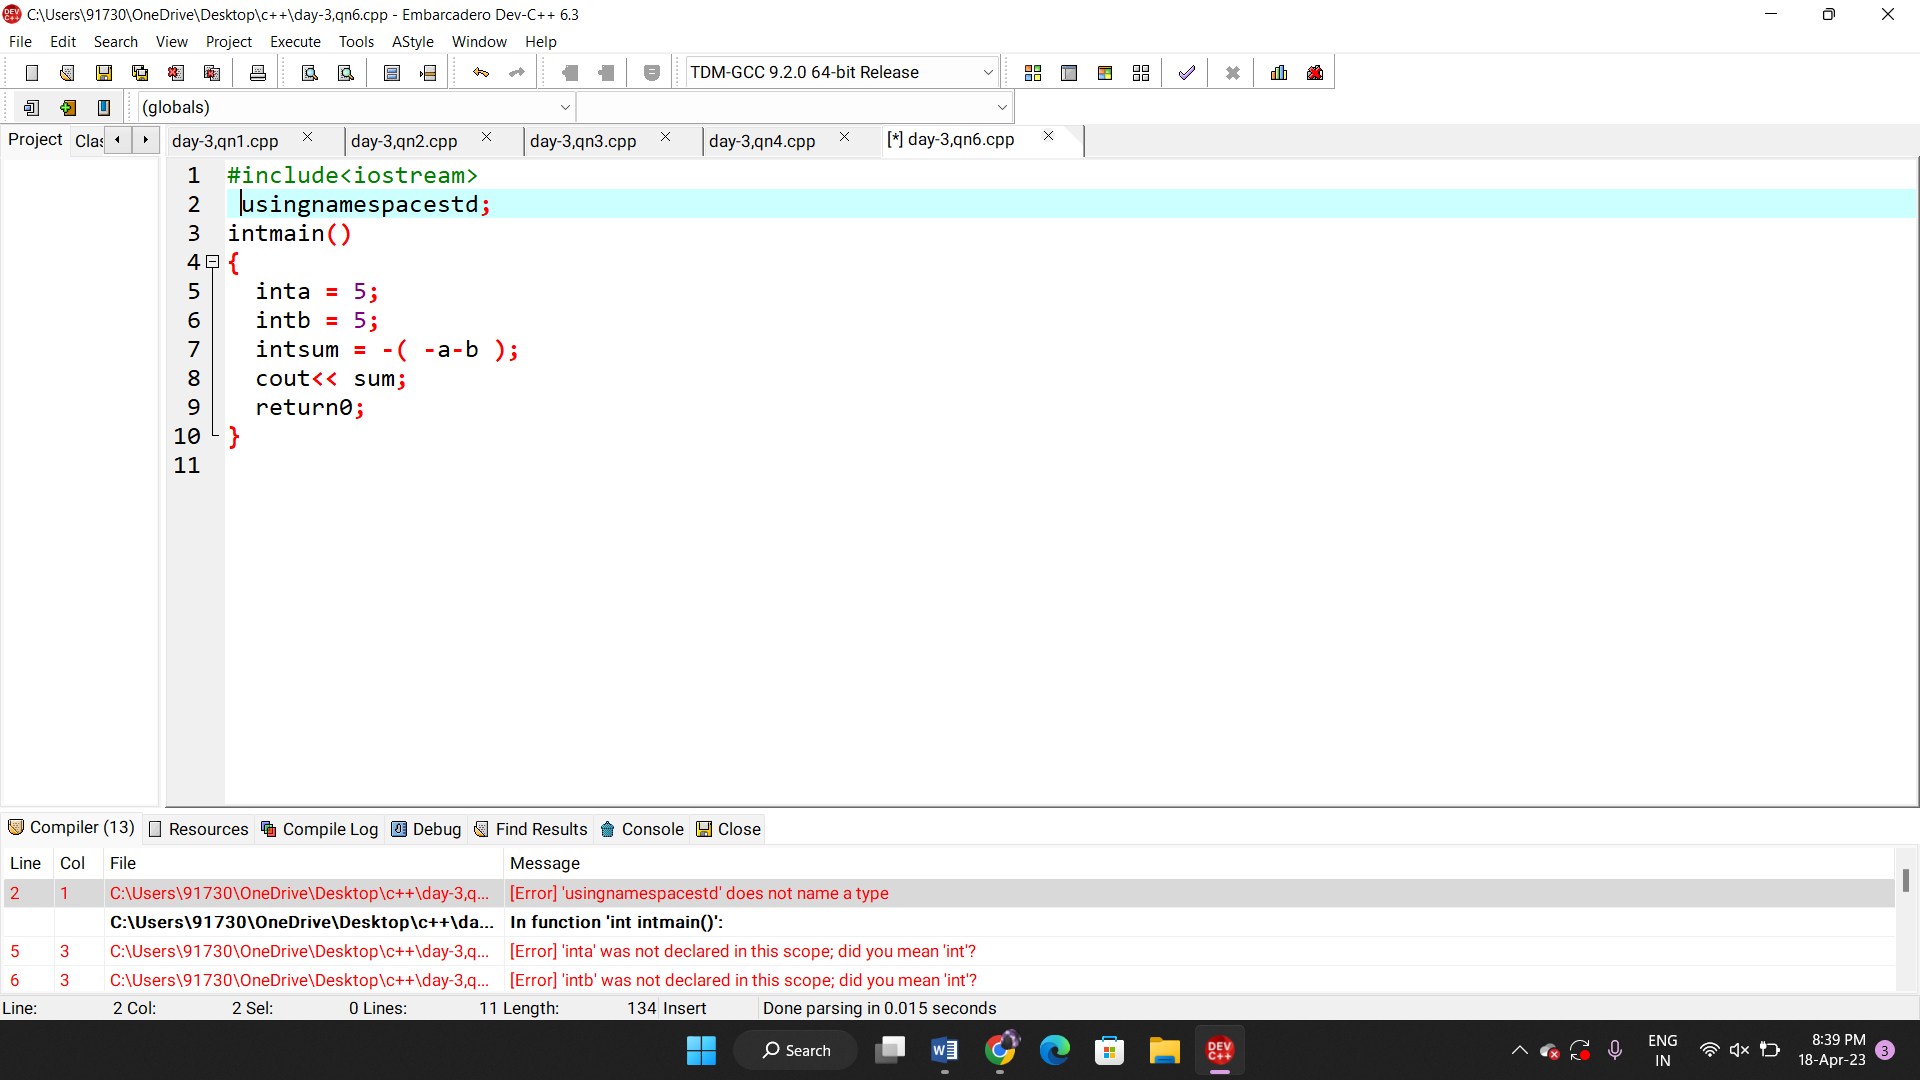 C:\Users\91730\OneDrive\Desktop\c++\day-3,qn6.cpp - Embarcadero Dev-C++ 6.3
File Edit Search View Project Execute Tools AStyle Window Help
TDM-GCC 9.2.0 64-bit Release
(globals)
Project Clas day-3,qn1.cpp day-3,qn2.cpp day-3,qn3.cpp day-3,qn4.cpp [*] day-3,qn6.cpp
1 #include<iostream>
2 usingnamespacestd;
3 intmain()
4 {
5 inta = 5;
6 intb = 5;
7 intsum = -( -a-b );
8 cout<< sum;
9 return0;
10 }
11
Compiler (13) Resources Compile Log Debug Find Results Console Close
Line Col File Message
2 1 C:\Users\91730\OneDrive\Desktop\c++\day-3,q... [Error] 'usingnamespacestd' does not name a type
C:\Users\91730\OneDrive\Desktop\c++\da... In function 'int intmain()':
5 3 C:\Users\91730\OneDrive\Desktop\c++\day-3,q... [Error] 'inta' was not declared in this scope; did you mean 'int'?
6 3 C:\Users\91730\OneDrive\Desktop\c++\day-3,q... [Error] 'intb' was not declared in this scope; did you mean 'int'?
Line: 2 Col: 2 Sel: 0 Lines: 11 Length: 134 Insert Done parsing in 0.015 seconds
Search DEV C++ ENG IN 8:39 PM 18-Apr-23 3